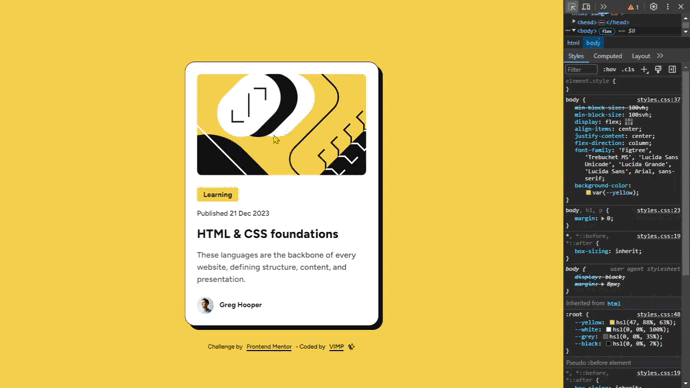 Learning
Published 21 Dec 2023
HTML & CSS foundations
These languages are the backbone of every
website, defining structure, content, and
presentation.
Greg Hooper
Challenge by Frontend Mentor - Coded by VIMP
1
<head> </head>
<body> flex == $0
html body
Styles Computed Layout
Filter :hov .cls
element.style {
}
body { styles.css:37
min-block-size: 100vh;
min-block-size: 100svh;
display: flex;
align-items: center;
justify-content: center;
flex-direction: column;
font-family: 'Figtree',
'Trebuchet MS', 'Lucida Sans
Unicode', 'Lucida Grande',
'Lucida Sans', Arial, sans-
serif;
background-color:
var(--yellow);
}
body, h1, p { styles.css:23
margin: 0;
}
*, *::before, styles.css:19
*::after {
box-sizing: inherit;
}
body { user agent stylesheet
display: block;
margin: 8px;
}
Inherited from html
:root { styles.css:48
--yellow: hsl(47, 88%, 63%);
--white: hsl(0, 0%, 100%);
--grey: hsl(0, 0%, 35%);
--black: hsl(0, 0%, 7%);
}
Pseudo ::before element
*, *::before, styles.css:19
*::after {